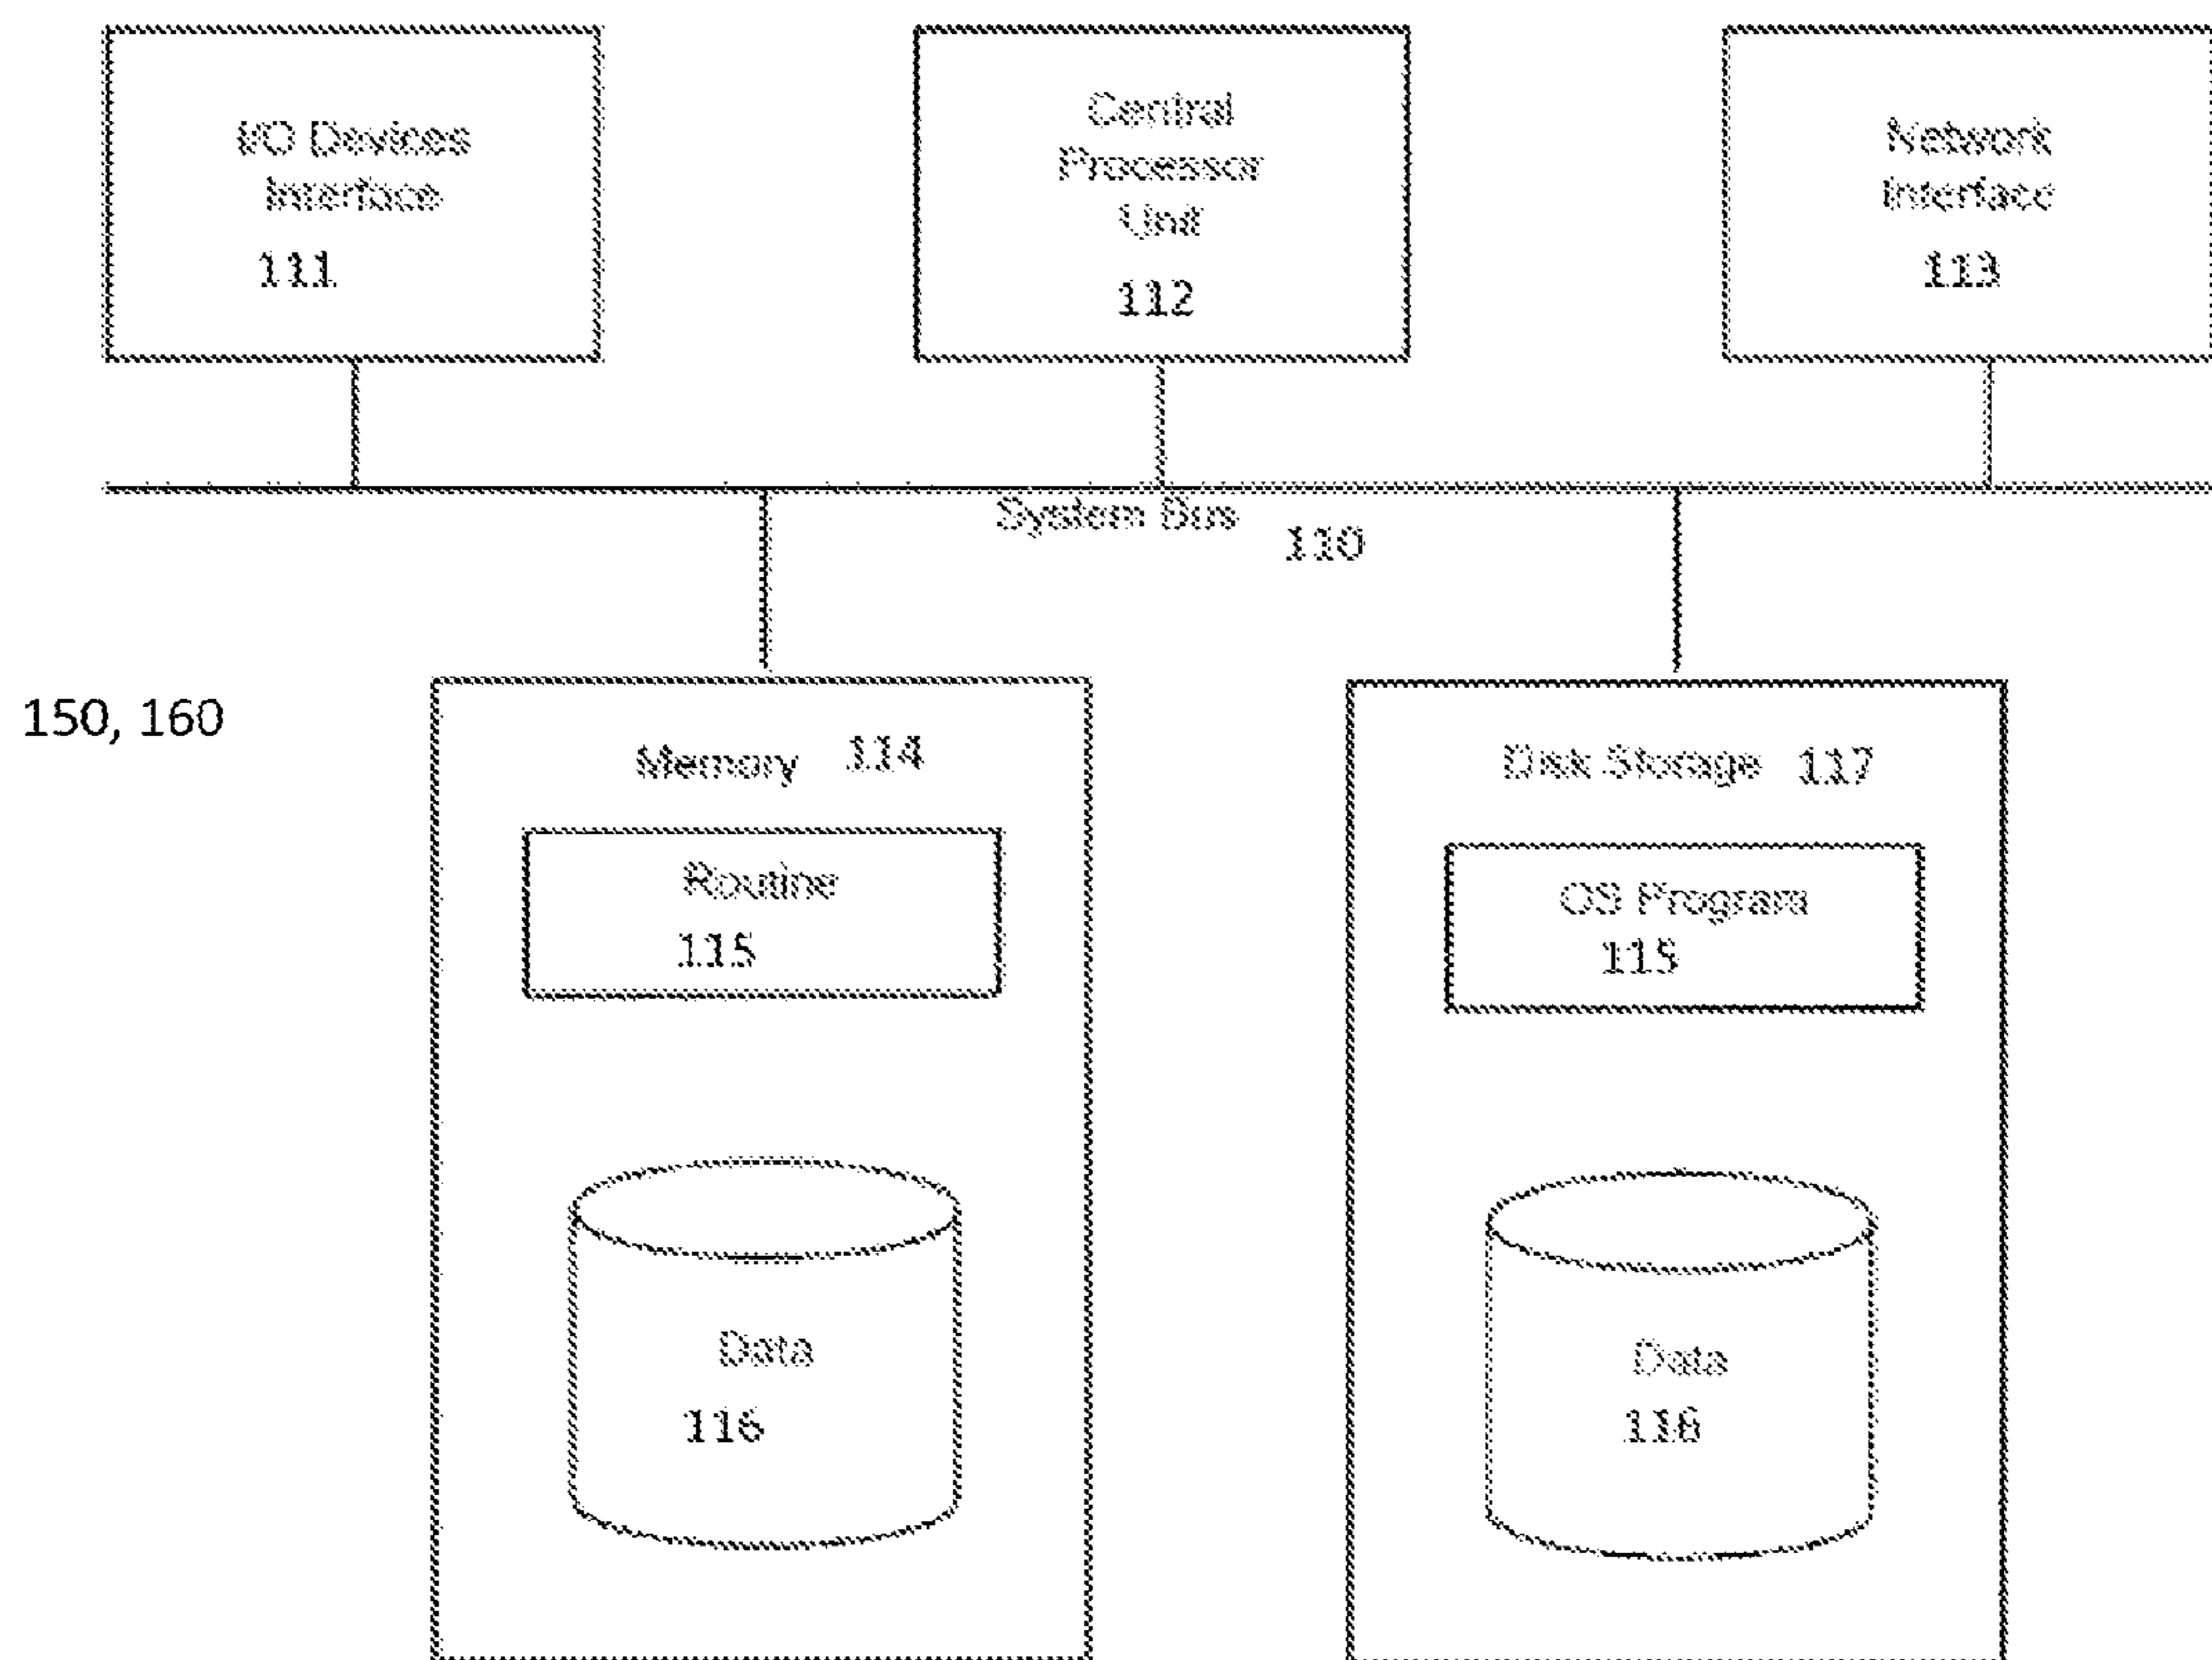 I/O Devices
Interface
111
Central
Processor
Unit
112
Network
Interface
113
System Bus
110
150, 160
Memory 114
Routine
115
Data
116
Disk Storage 117
OS Program
115
Data
116